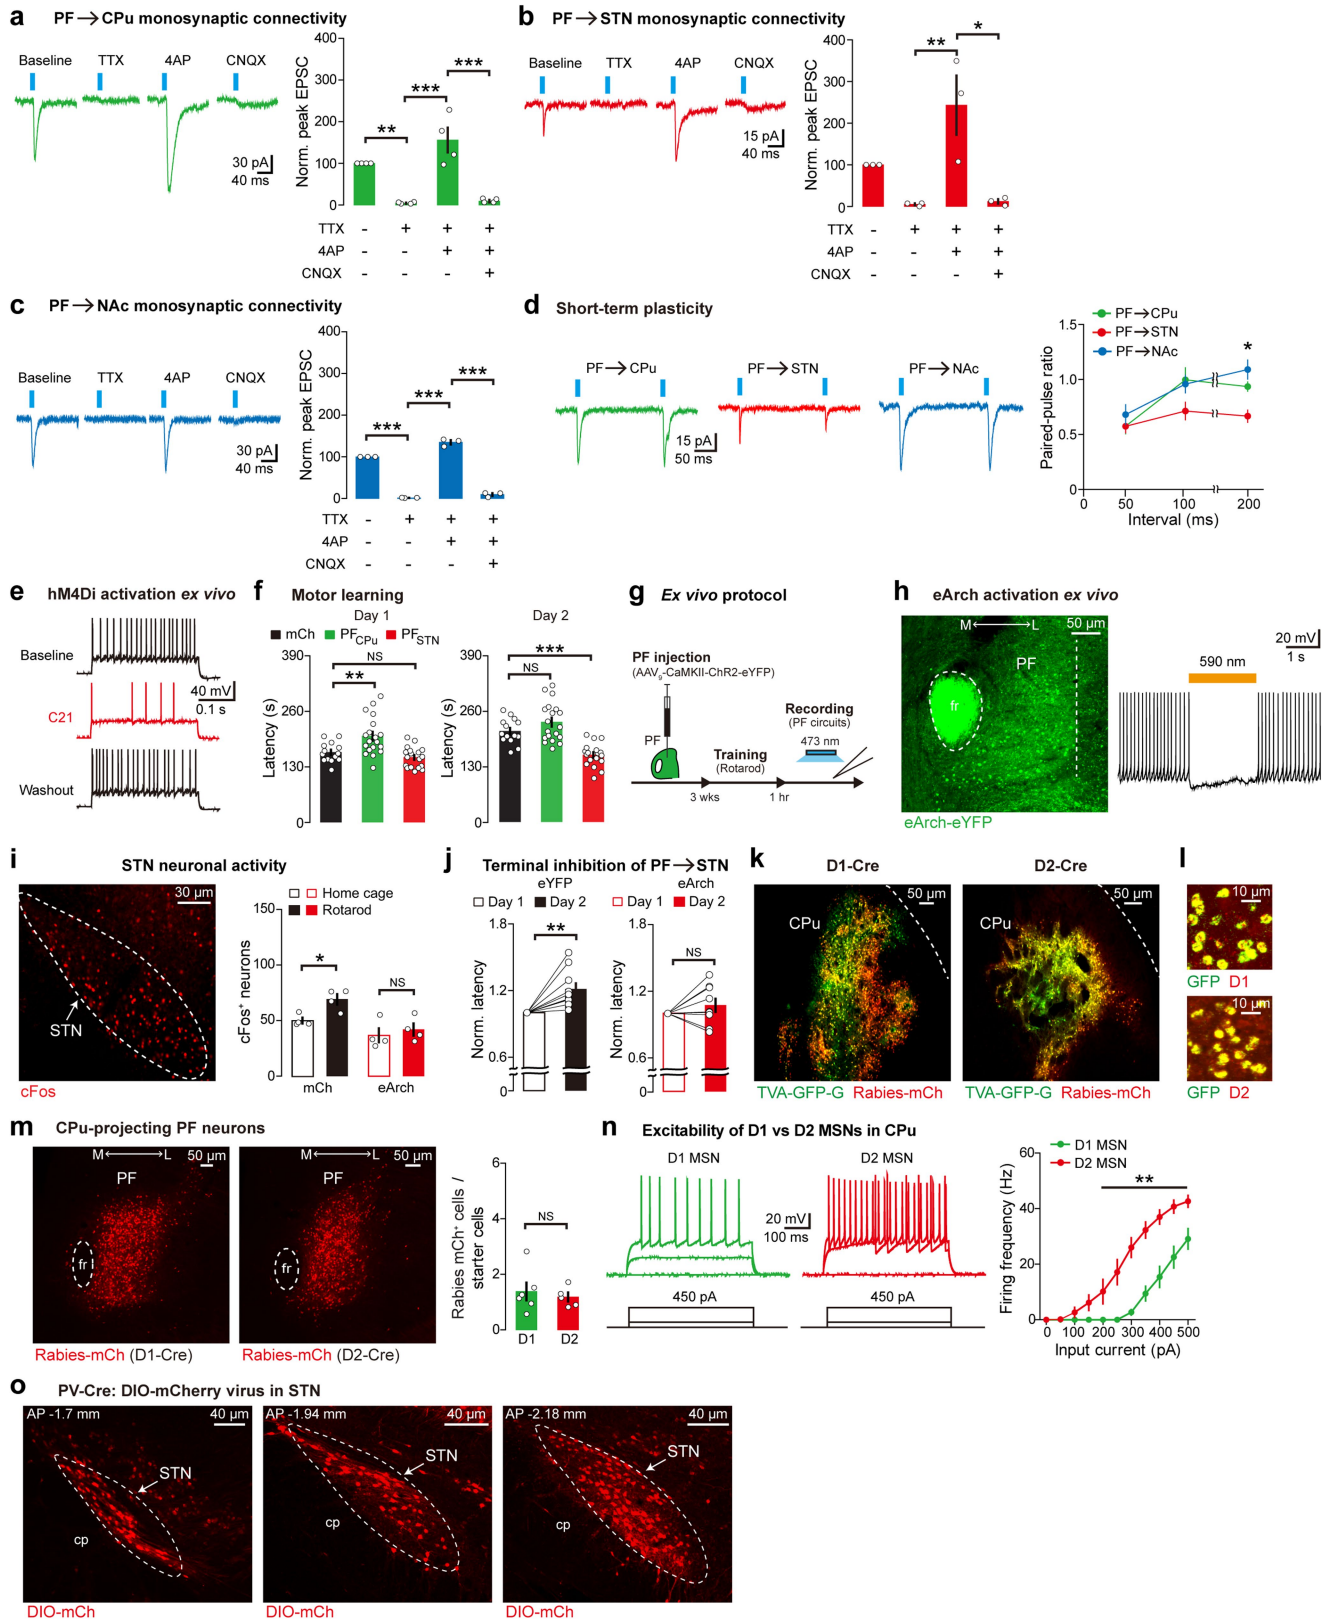 a PF→CPu monosynaptic connectivity
Baseline TTX 4AP CNQX
30 pA
40 ms
Norm. peak EPSC
400
300
200
100
0
** *** ***
TTX - + + +
4AP - - + +
CNQX - - - +
b PF→STN monosynaptic connectivity
Baseline TTX 4AP CNQX
15 pA
40 ms
Norm. peak EPSC
400
300
200
100
0
** *
TTX - + + +
4AP - - + +
CNQX - - - +
c PF→NAc monosynaptic connectivity
Baseline TTX 4AP CNQX
30 pA
40 ms
Norm. peak EPSC
400
300
200
100
0
*** *** ***
TTX - + + +
4AP - - + +
CNQX - - - +
d Short-term plasticity
PF→CPu PF→STN PF→NAc
15 pA
50 ms
PF→CPu
PF→STN
PF→NAc
*
Paired-pulse ratio
1.5
1.0
0.5
0
0 50 100 200
Interval (ms)
e hM4Di activation ex vivo
Baseline
40 mV
0.1 s
C21
Washout
f Motor learning
Day 1 Day 2
mCh PFCPu PFSTN
Latency (s)
390
260
130
0
NS
**
Latency (s)
390
260
130
0
***
NS
g Ex vivo protocol
PF injection
(AAV9-CaMKII-ChR2-eYFP)
PF
Training
(Rotarod)
Recording
(PF circuits)
473 nm
3 wks 1 hr
h eArch activation ex vivo
M↔L 50 µm
PF
fr
eArch-eYFP
20 mV
1 s
590 nm
i STN neuronal activity
30 µm
STN
cFos
Home cage
Rotarod
cFos+ neurons
150
100
50
0
* NS
mCh eArch
j Terminal inhibition of PF→STN
eYFP eArch
Day 1 Day 2 Day 1 Day 2
Norm. latency
1.8
1.2
0.6
0
**
Norm. latency
1.8
1.2
0.6
0
NS
k D1-Cre D2-Cre
50 µm 50 µm
CPu CPu
TVA-GFP-G Rabies-mCh TVA-GFP-G Rabies-mCh
l
10 µm
GFP D1
10 µm
GFP D2
m CPu-projecting PF neurons
M↔L 50 µm M↔L 50 µm
PF PF
fr fr
Rabies-mCh (D1-Cre) Rabies-mCh (D2-Cre)
Rabies mCh+ cells /
starter cells
6
4
2
0
NS
D1 D2
n Excitability of D1 vs D2 MSNs in CPu
D1 MSN D2 MSN
20 mV
100 ms
450 pA 450 pA
D1 MSN
D2 MSN
**
Firing frequency (Hz)
60
40
20
0
0 100 200 300 400 500
Input current (pA)
o PV-Cre: DIO-mCherry virus in STN
AP -1.7 mm 40 µm AP -1.94 mm 40 µm AP -2.18 mm 40 µm
STN STN STN
cp cp cp
DIO-mCh DIO-mCh DIO-mCh